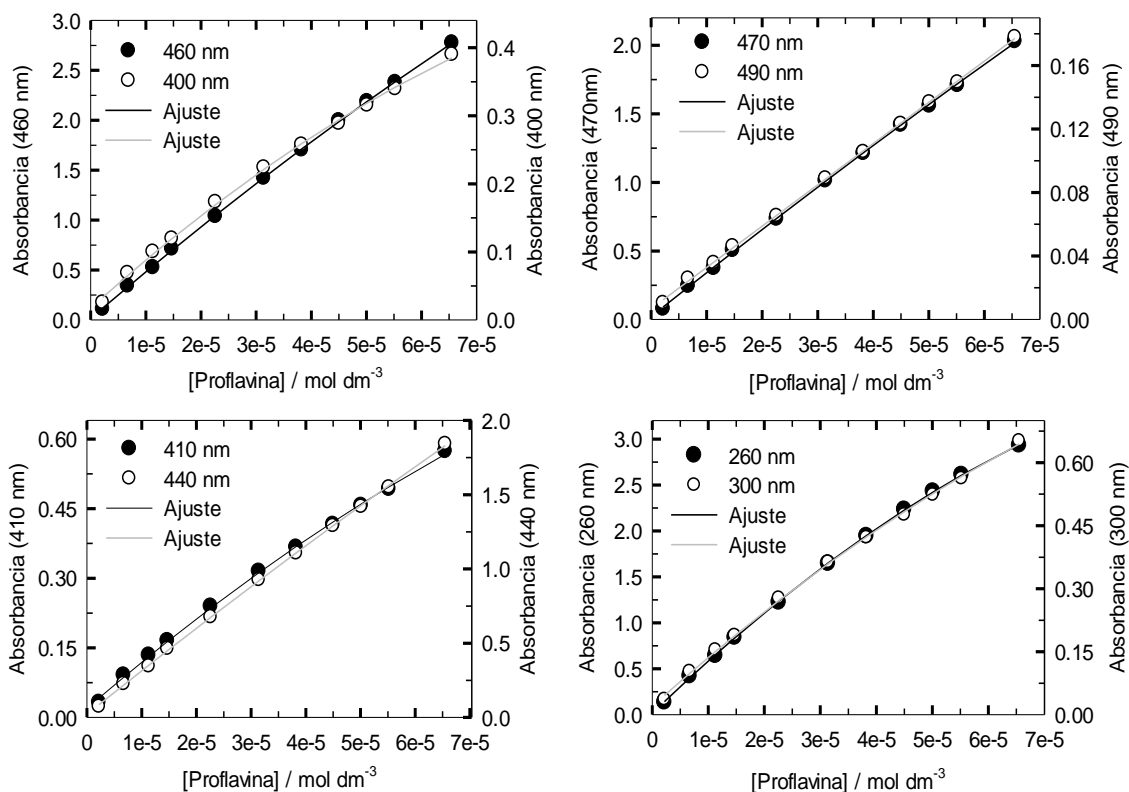 Absorbancia (460 nm)
3.0
2.5
2.0
1.5
1.0
0.5
0.0
460 nm
400 nm
Ajuste
Ajuste
0.4
0.3
0.2
0.1
0.0
Absorbancia (400 nm)
0 1e-5 2e-5 3e-5 4e-5 5e-5 6e-5 7e-5
[Proflavina] / mol dm-3
Absorbancia (470nm)
2.0
1.5
1.0
0.5
0.0
470 nm
490 nm
Ajuste
Ajuste
0.16
0.12
0.08
0.04
0.00
Absorbancia (490 nm)
0 1e-5 2e-5 3e-5 4e-5 5e-5 6e-5 7e-5
[Proflavina] / mol dm-3
Absorbancia (410 nm)
0.60
0.45
0.30
0.15
0.00
410 nm
440 nm
Ajuste
Ajuste
2.0
1.5
1.0
0.5
0.0
Absorbancia (440 nm)
0 1e-5 2e-5 3e-5 4e-5 5e-5 6e-5 7e-5
[Proflavina] / mol dm-3
Absorbancia (260 nm)
3.0
2.5
2.0
1.5
1.0
0.5
0.0
260 nm
300 nm
Ajuste
Ajuste
0.60
0.45
0.30
0.15
0.00
Absorbancia (300 nm)
0 1e-5 2e-5 3e-5 4e-5 5e-5 6e-5 7e-5
[Proflavina] / mol dm-3